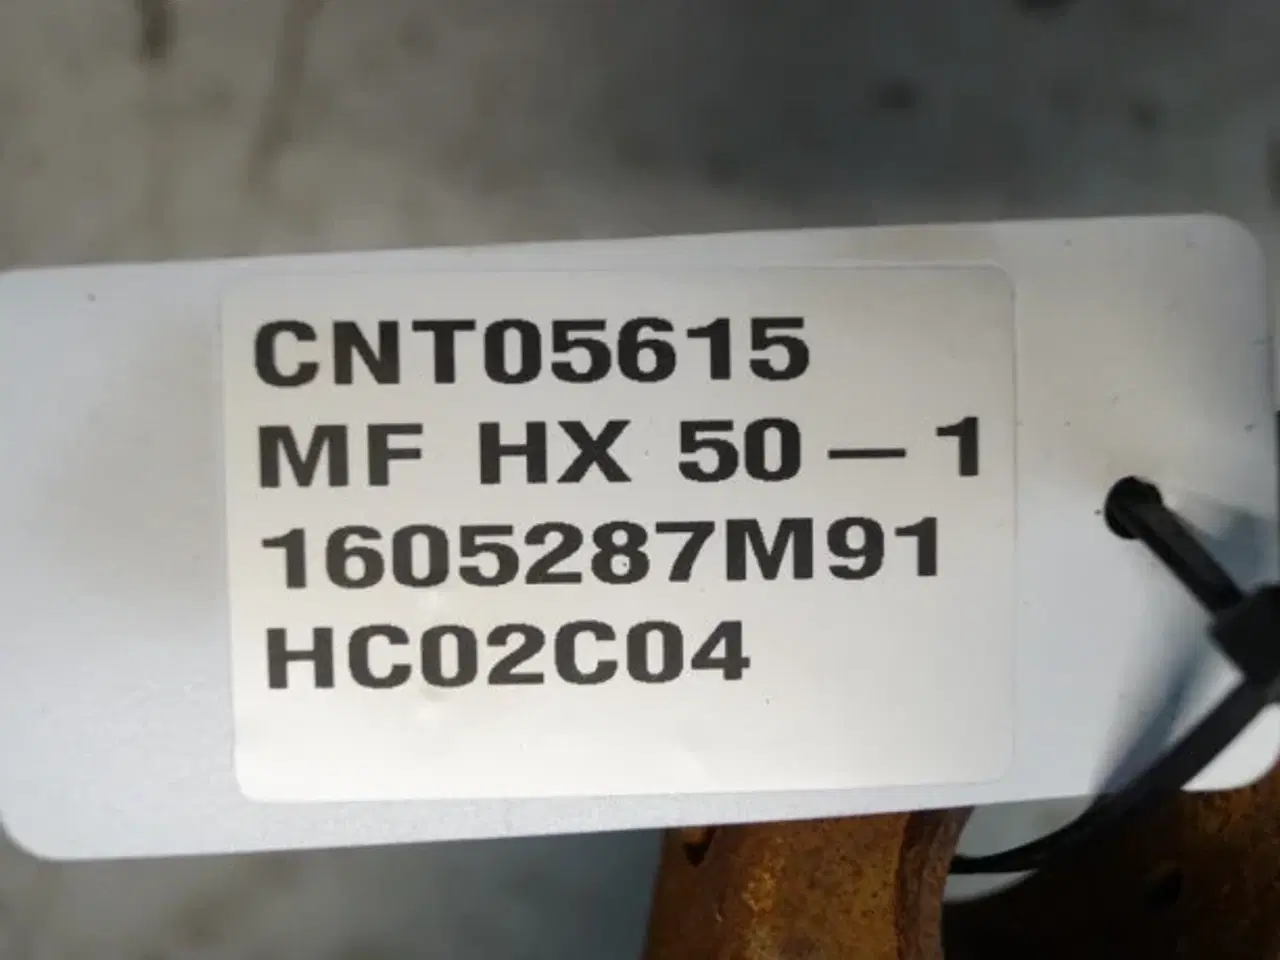 CNT05615
MF HX 50 – 1
1605287M91
HC02C04